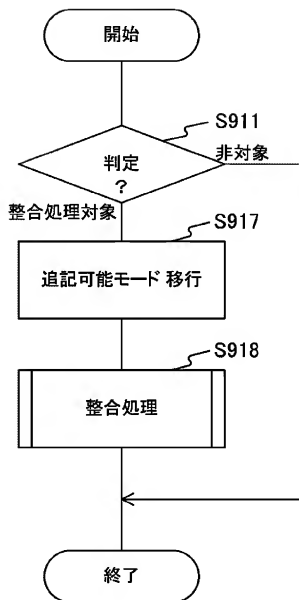 開始
S911
判定
?
非対象
整合処理対象
S917
追記可能モード 移行
S918
整合処理
終了